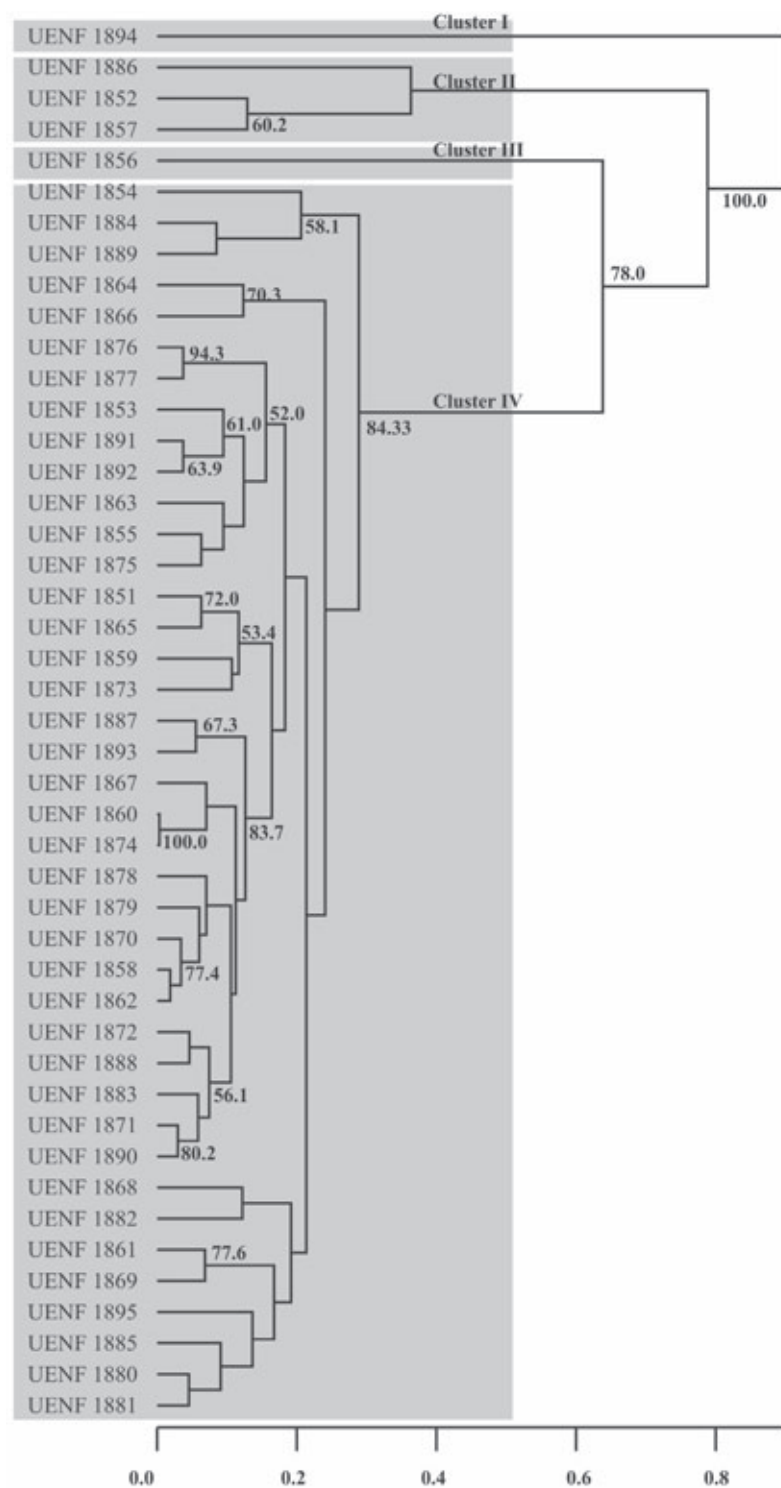 Cluster I
UENF 1894
UENF 1886
Cluster II
UENF 1852
UENF 1857
60.2
Cluster III
UENF 1856
UENF 1854
100.0
UENF 1884
58.1
UENF 1889
78.0
UENF 1864
70.3
UENF 1866
UENF 1876
94.3
UENF 1877
Cluster IV
UENF 1853
61.0
52.0
84.33
UENF 1891
UENF 1892
63.9
UENF 1863
UENF 1855
UENF 1875
UENF 1851
72.0
UENF 1865
53.4
UENF 1859
UENF 1873
UENF 1887
67.3
UENF 1893
UENF 1867
UENF 1860
83.7
UENF 1874
100.0
UENF 1878
UENF 1879
UENF 1870
UENF 1858
77.4
UENF 1862
UENF 1872
UENF 1888
UENF 1883
56.1
UENF 1871
UENF 1890
80.2
UENF 1868
UENF 1882
UENF 1861
77.6
UENF 1869
UENF 1895
UENF 1885
UENF 1880
UENF 1881
0.0 0.2 0.4 0.6 0.8